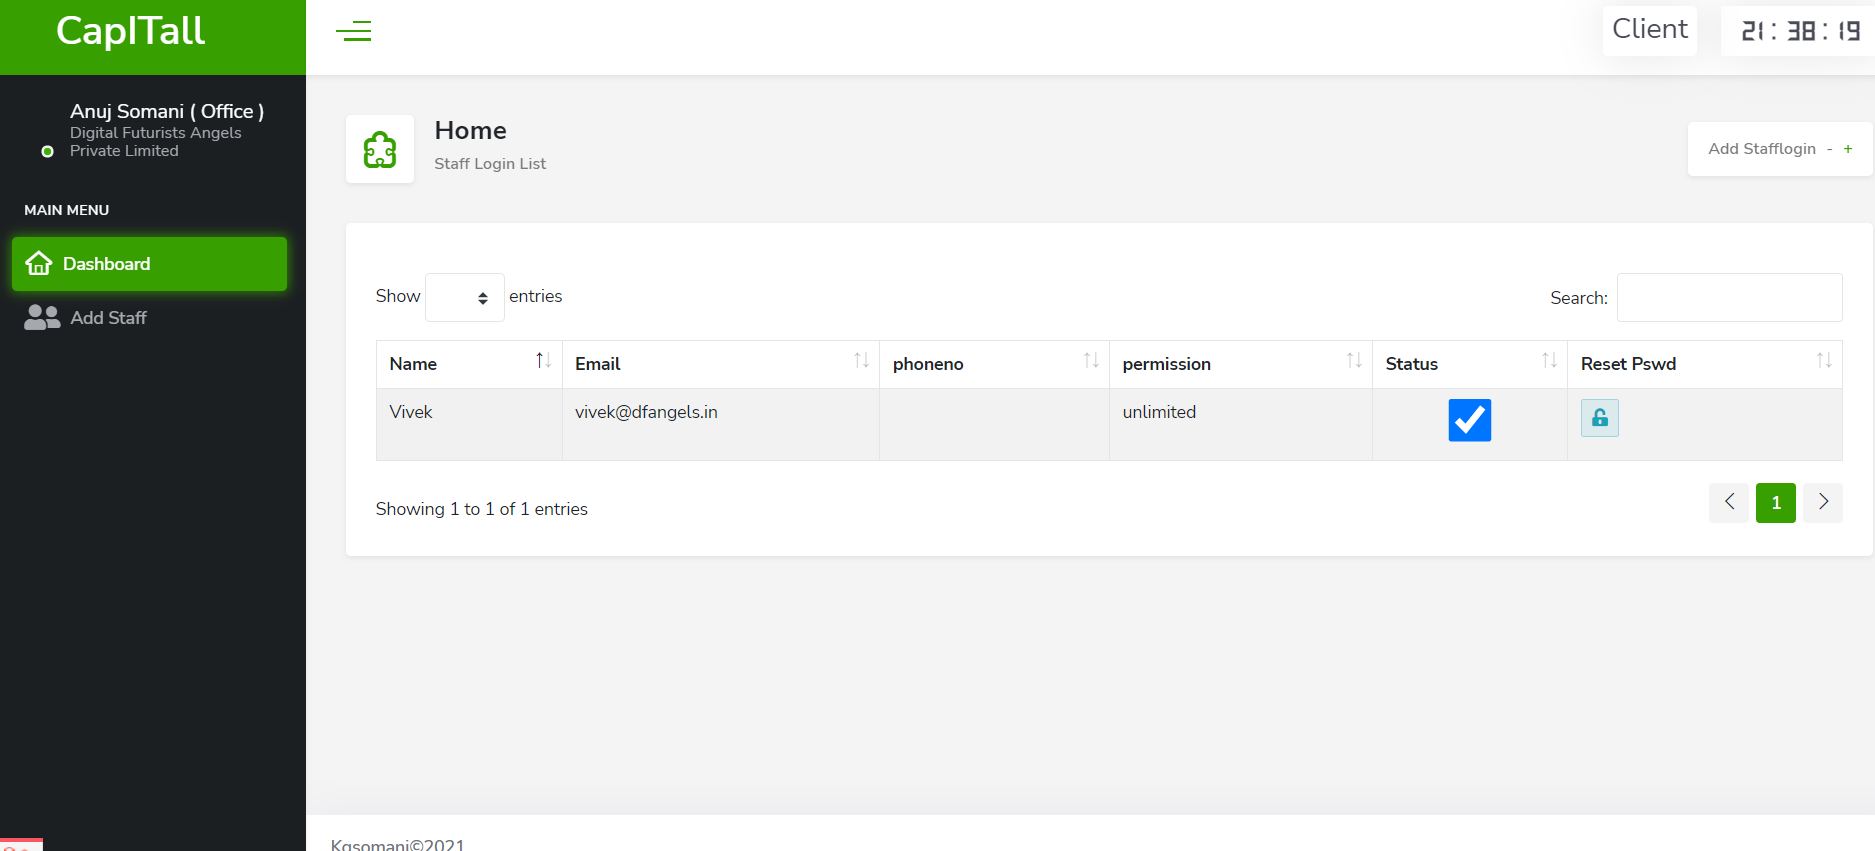 CapITall
Client
21:38:19
Anuj Somani ( Office )
Digital Futurists Angels
Private Limited
MAIN MENU
Dashboard
Add Staff
Home
Staff Login List
Add Stafflogin - +
Show entries
Search:
Name Email phoneno permission Status Reset Pswd
Vivek vivek@dfangels.in unlimited
Showing 1 to 1 of 1 entries
1
Kgsomani©2021